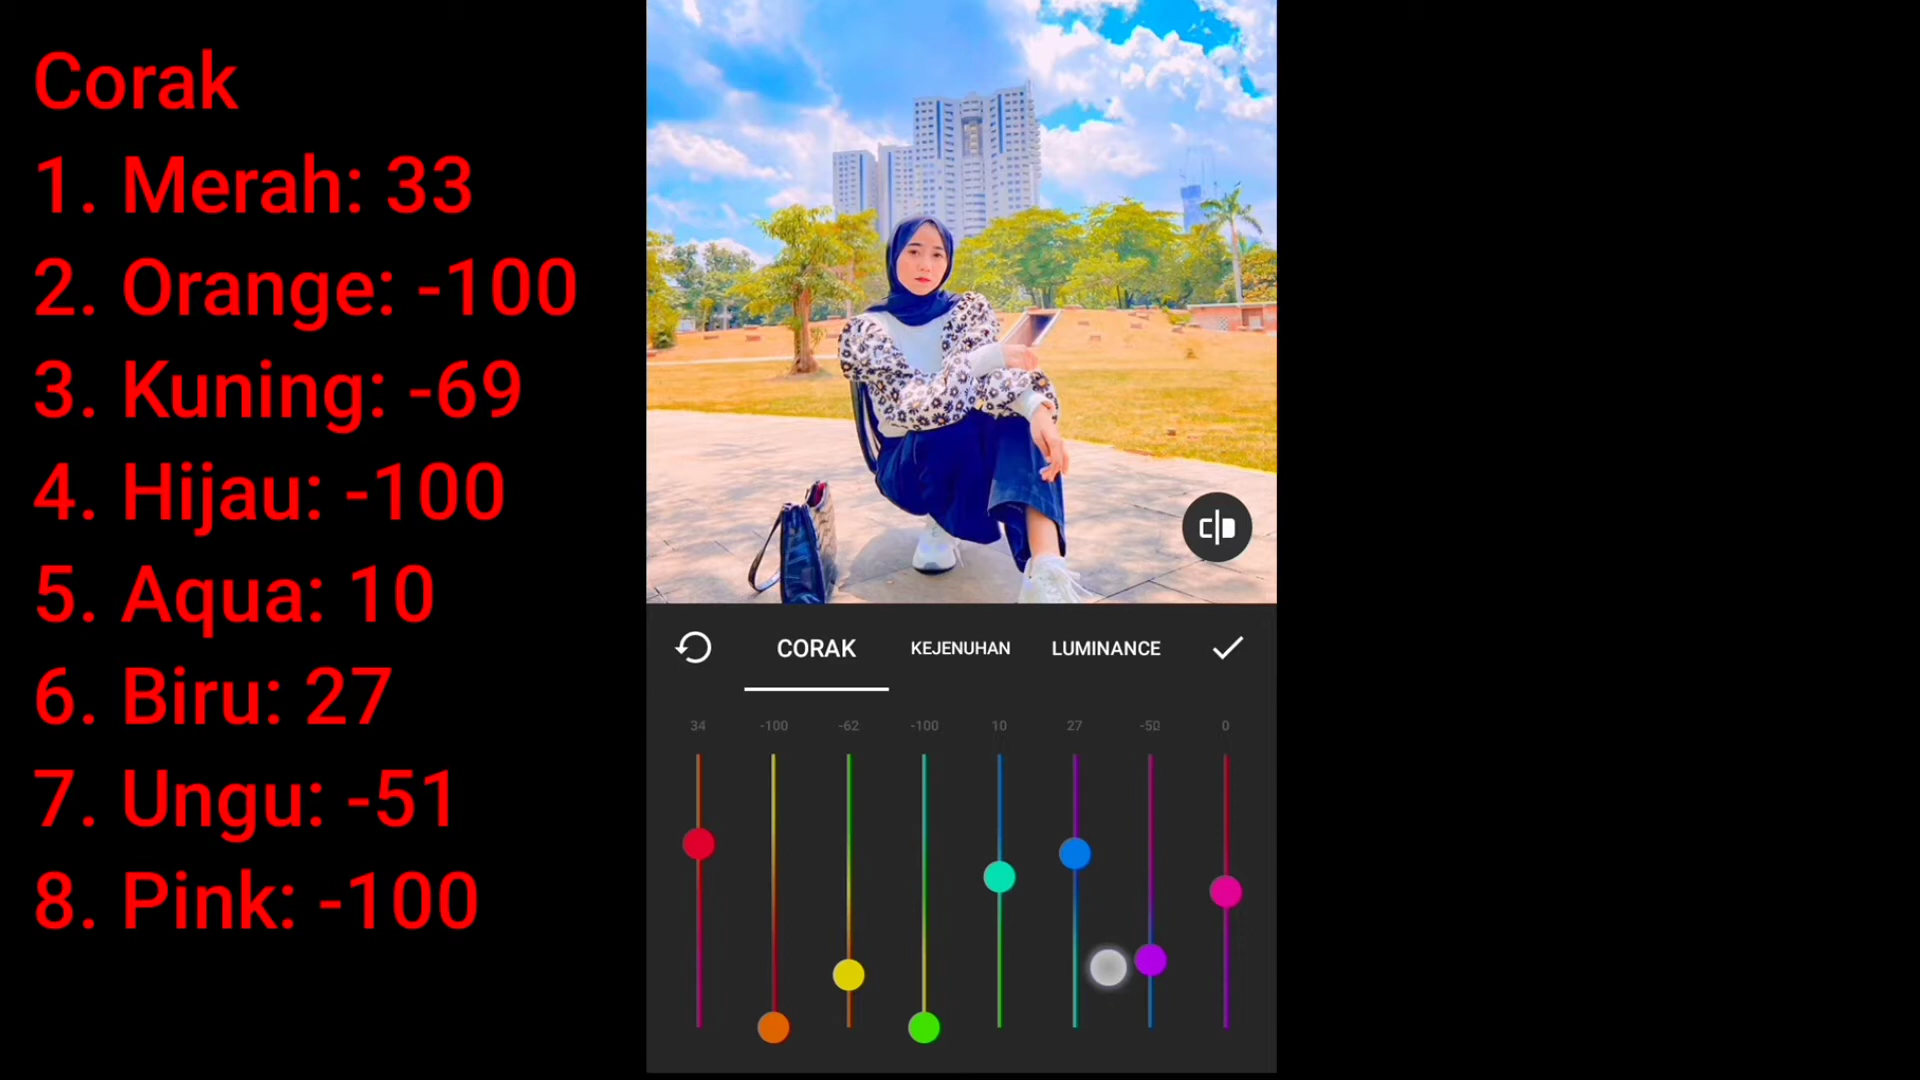 Corak
1. Merah: 33
2. Orange: -100
3. Kuning: -69
4. Hijau: -100
5. Aqua: 10
6. Biru: 27
7. Ungu: -51
8. Pink: -100
CORAK KEJENUHAN LUMINANCE
34 -100 -62 -100 10 27 -50 0